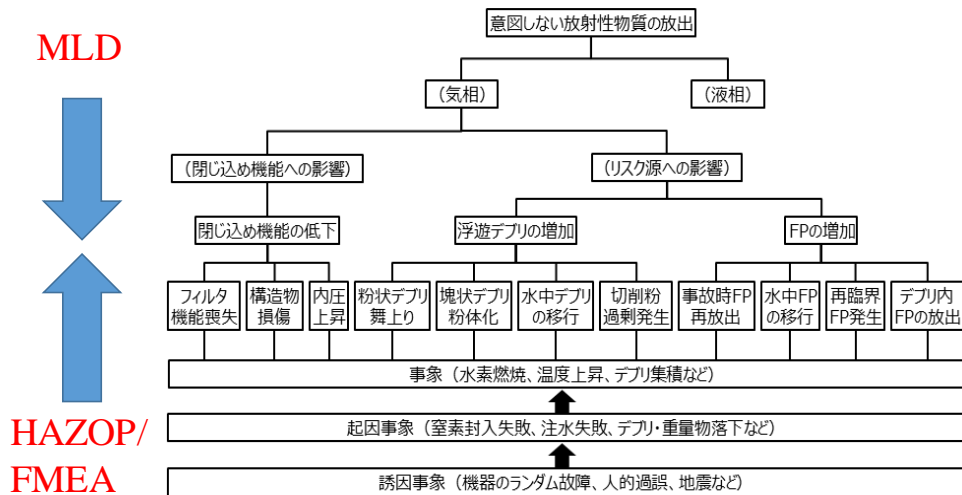 MLD
意図しない放射性物質の放出
（気相）
（液相）
（閉じ込め機能への影響）
（リスク源への影響）
閉じ込め機能の低下
浮遊デブリの増加
FPの増加
フィルタ
機能喪失
構造物
損傷
内圧
上昇
粉状デブリ
舞上り
塊状デブリ
粉体化
水中デブリ
の移行
切削粉
過剰発生
事故時FP
再放出
水中FP
の移行
再臨界
FP発生
デブリ内
FPの放出
事象（水素燃焼、温度上昇、デブリ集積など）
HAZOP/
FMEA
起因事象（窒素封入失敗、注水失敗、デブリ・重量物落下など）
誘因事象（機器のランダム故障、人的過誤、地震など）